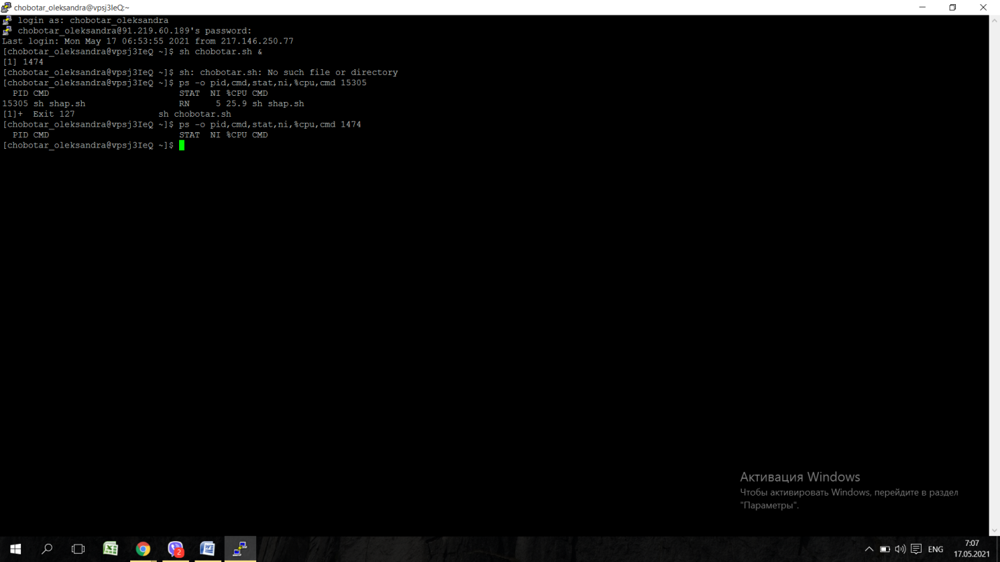 chobotar_oleksandra@vpsj3IeQ:~
login as: chobotar_oleksandra
chobotar_oleksandra@91.219.60.189's password:
Last login: Mon May 17 06:53:55 2021 from 217.146.250.77
[chobotar_oleksandra@vpsj3IeQ ~]$ sh chobotar.sh &
[1] 1474
[chobotar_oleksandra@vpsj3IeQ ~]$ sh: chobotar.sh: No such file or directory
[chobotar_oleksandra@vpsj3IeQ ~]$ ps -o pid,cmd,stat,ni,%cpu,cmd 15305
  PID CMD                         STAT  NI %CPU CMD
15305 sh shap.sh                  RN     5 25.9 sh shap.sh
[1]+  Exit 127                sh chobotar.sh
[chobotar_oleksandra@vpsj3IeQ ~]$ ps -o pid,cmd,stat,ni,%cpu,cmd 1474
  PID CMD                         STAT  NI %CPU CMD
[chobotar_oleksandra@vpsj3IeQ ~]$
Активация Windows
Чтобы активировать Windows, перейдите в раздел
"Параметры".
2
ENG
7:07
17.05.2021